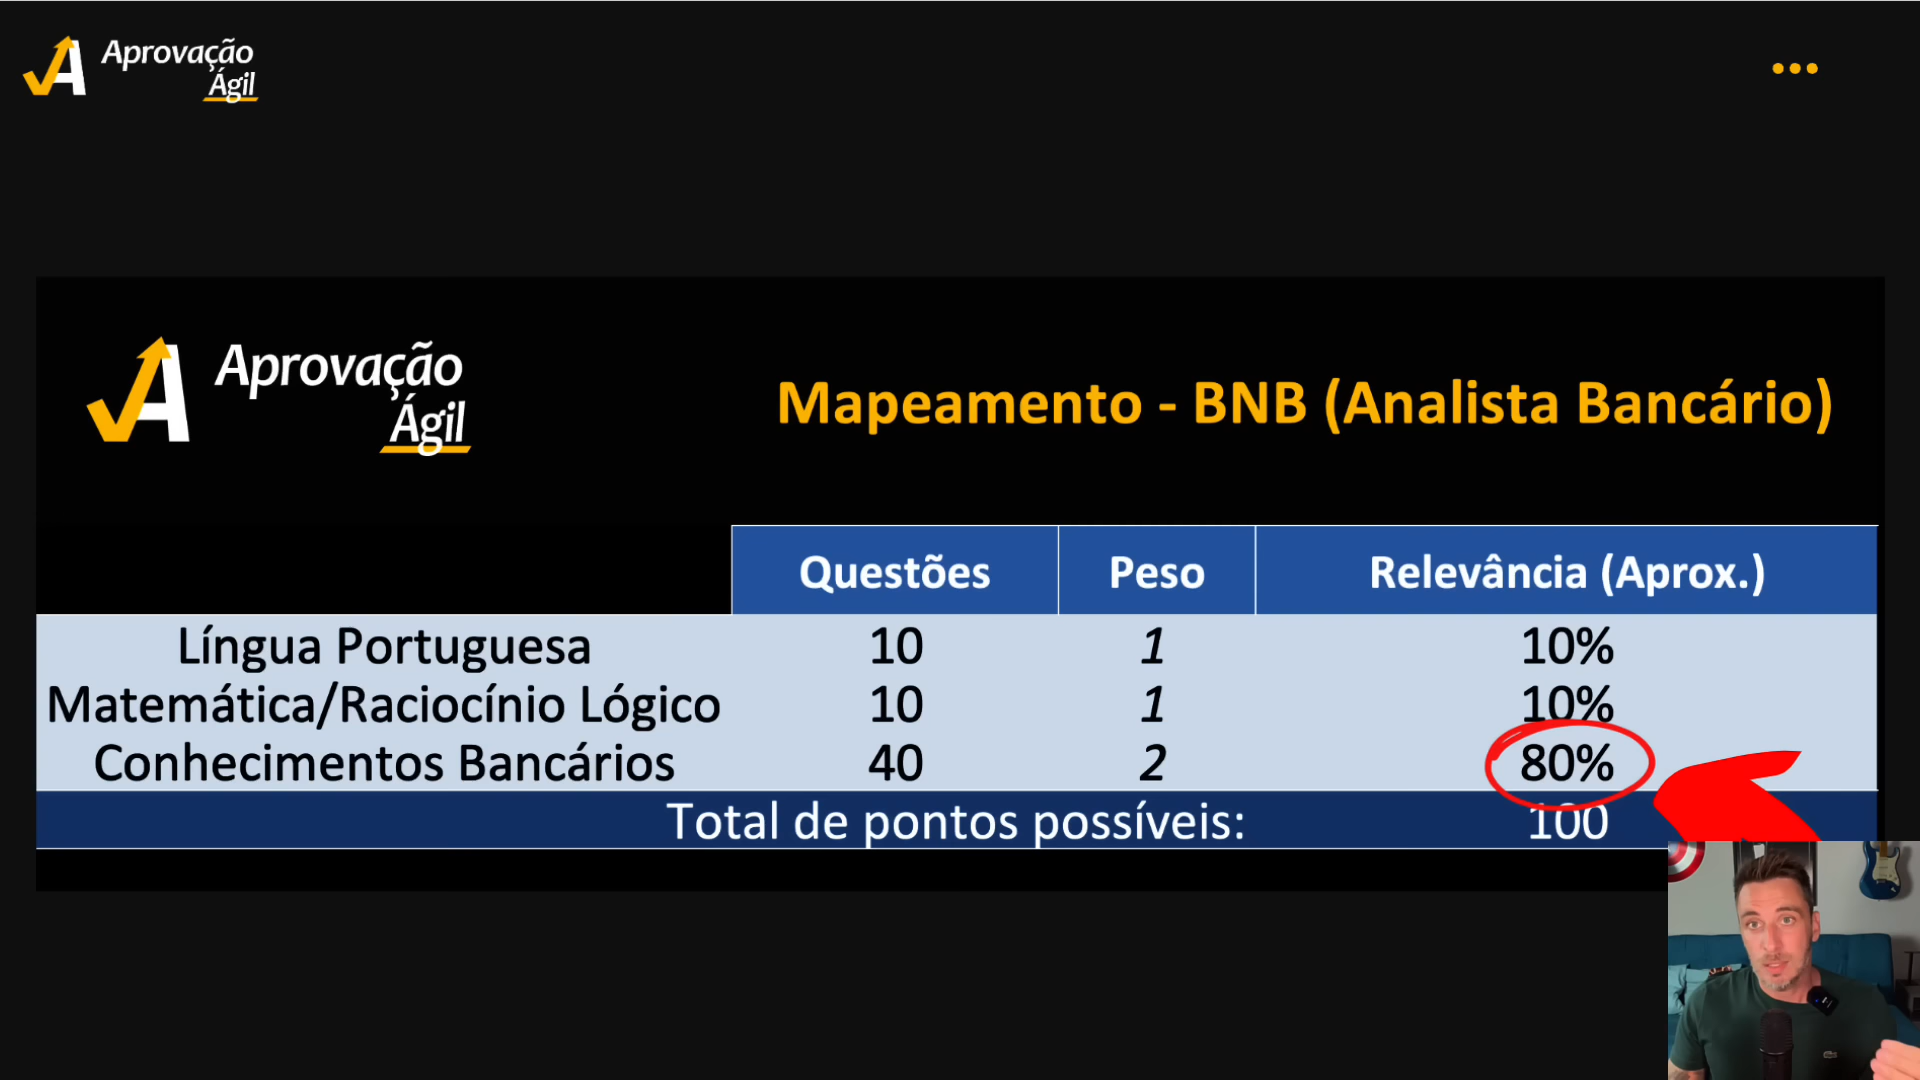 Aprovação
Ágil
Aprovação
Ágil
Mapeamento - BNB (Analista Bancário)
Questões Peso Relevância (Aprox.)
Língua Portuguesa 10 1 10%
Matemática/Raciocínio Lógico 10 1 10%
Conhecimentos Bancários 40 2 80%
Total de pontos possíveis: 100